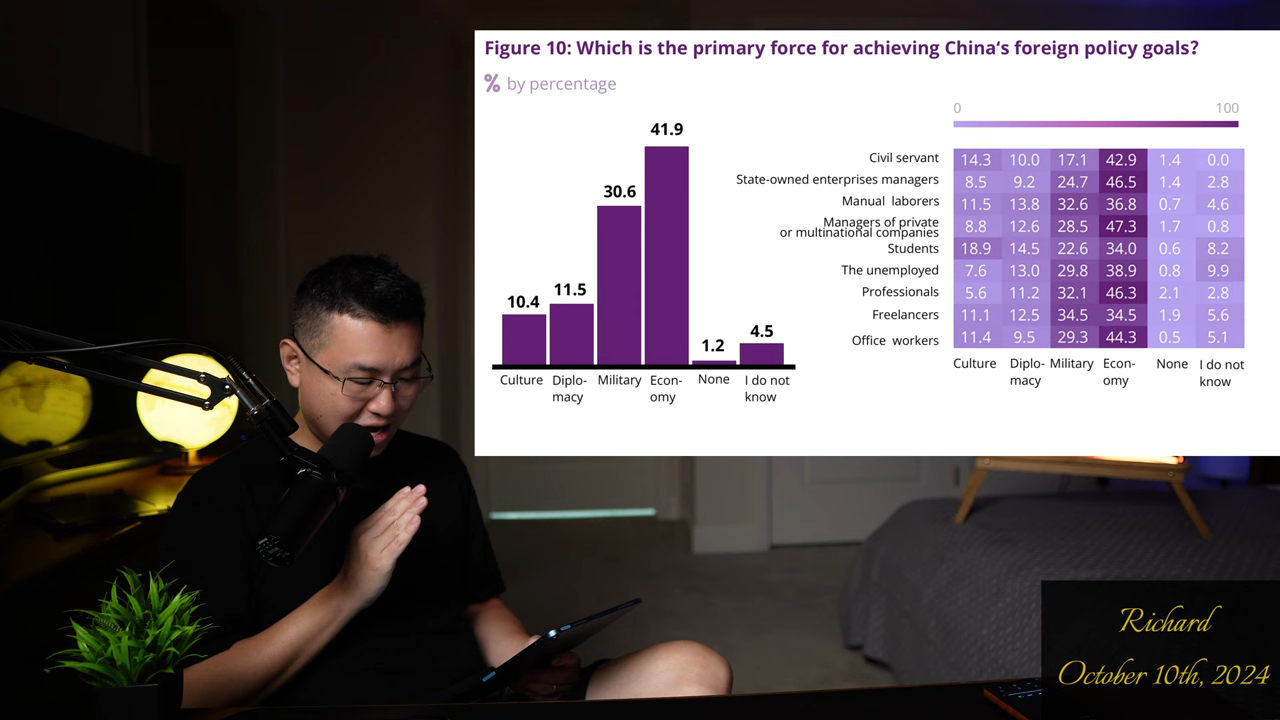 Figure 10: Which is the primary force for achieving China's foreign policy goals?
% by percentage
41.9
30.6
10.4
11.5
1.2
4.5
Culture Diplo- Military Econ- None I do not
macy omy know
0 100
Civil servant 14.3 10.0 17.1 42.9 1.4 0.0
State-owned enterprises managers 8.5 9.2 24.7 46.5 1.4 2.8
Manual laborers 11.5 13.8 32.6 36.8 0.7 4.6
Managers of private
or multinational companies 8.8 12.6 28.5 47.3 1.7 0.8
Students 18.9 14.5 22.6 34.0 0.6 8.2
The unemployed 7.6 13.0 29.8 38.9 0.8 9.9
Professionals 5.6 11.2 32.1 46.3 2.1 2.8
Freelancers 11.1 12.5 34.5 34.5 1.9 5.6
Office workers 11.4 9.5 29.3 44.3 0.5 5.1
Culture Diplo- Military Econ- None I do not
macy omy know
Richard
October 10th, 2024